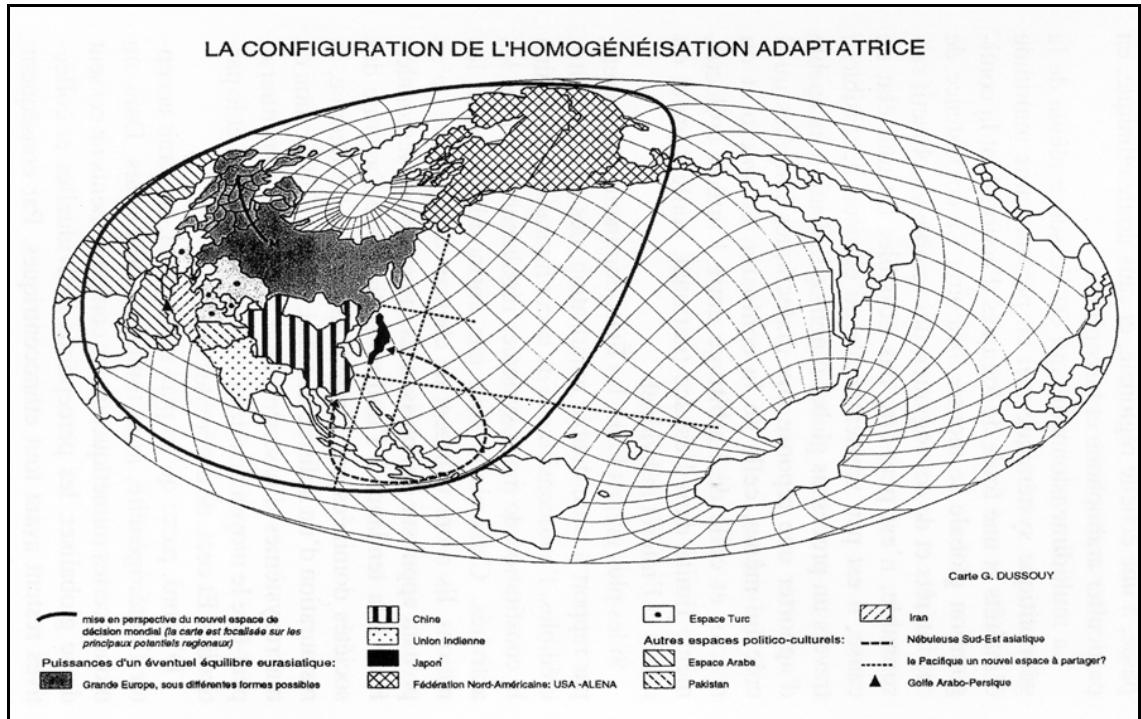 LA CONFIGURATION DE L'HOMOGÉNÉISATION ADAPTATRICE
Carte G. DUSSOUY
mise en perspective du nouvel espace de
décision mondial (la carte est focalisée sur les
principaux potentiels regionaux)
Puissances d'un éventuel équilibre eurasiatique:
Grande Europe, sous différentes formes possibles
Chine
Union Indienne
Japon
Fédération Nord-Américaine: USA -ALENA
Espace Turc
Autres espaces politico-culturels:
Espace Arabe
Pakistan
Iran
Nébuleuse Sud-Est asiatique
le Pacifique un nouvel espace à partager?
Golfe Arabo-Persique